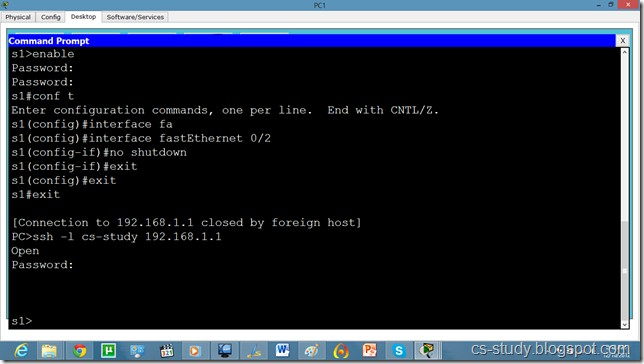 PC1
Physical Config Desktop Software/Services
Command Prompt X
s1>enable
Password:
Password:
s1#conf t
Enter configuration commands, one per line.  End with CNTL/Z.
s1(config)#interface fa
s1(config)#interface fastEthernet 0/2
s1(config-if)#no shutdown
s1(config-if)#exit
s1(config)#exit
s1#exit
[Connection to 192.168.1.1 closed by foreign host]
PC>ssh -l cs-study 192.168.1.1
Open
Password:
s1>
cs-study.blogspot.com